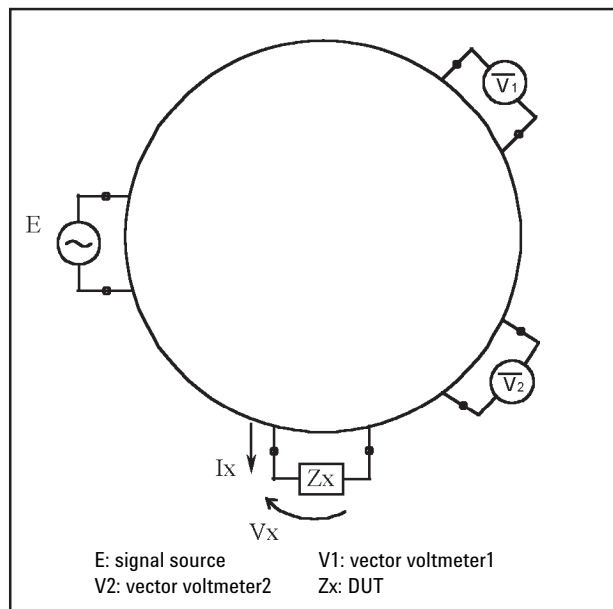 V1
E
V2
Ix
Zx
Vx
E: signal source V1: vector voltmeter1
V2: vector voltmeter2 Zx: DUT